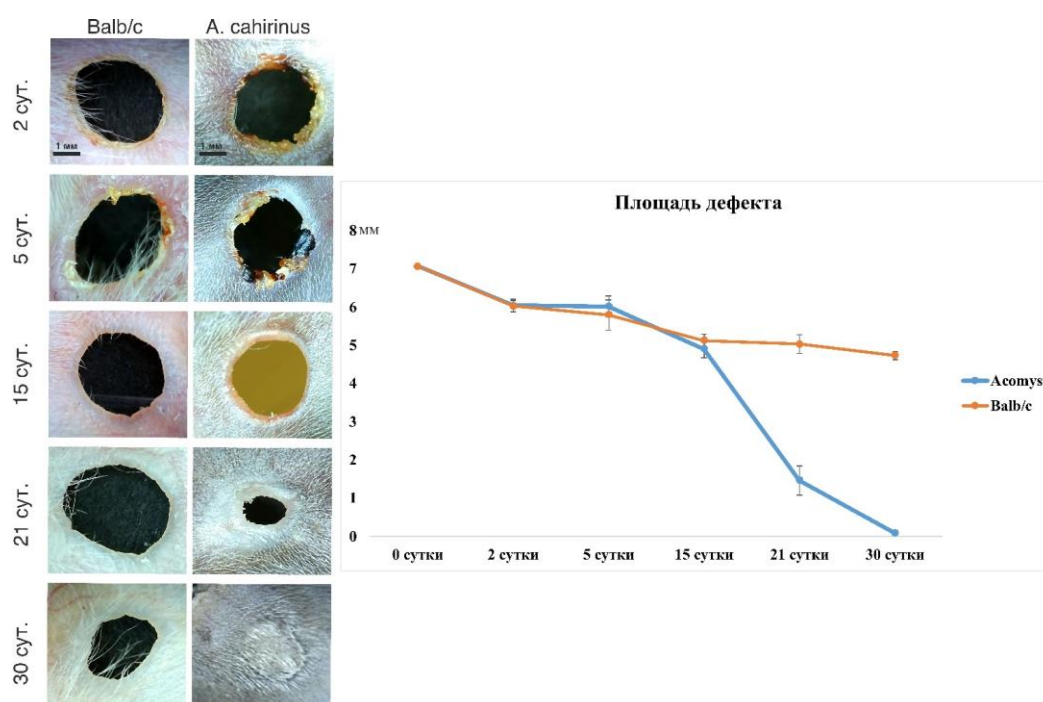 Balb/c A. cahirinus
2 сут.
1 мм 1 мм
5 сут.
15 сут.
21 сут.
30 сут.
Площадь дефекта
8мм
7
6
5
4
3
2
1
0
0 сутки 2 сутки 5 сутки 15 сутки 21 сутки 30 сутки
Acomys
Balb/c